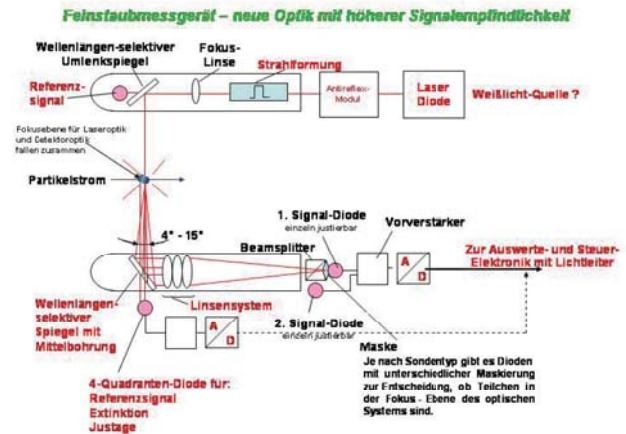 Feinstaubmessgerät – neue Optik mit höherer Signalempfindlichkeit
Wellenlängen-selektiver
Umlenkspiegel
Fokus-
Linse
Referenz-
signal
Strahlformung
Antireflex-
Modul
Laser
Diode
Weißlicht-Quelle ?
Fokusebene für Laseroptik
und Detektoroptik
fallen zusammen
Partikelstrom
4° - 15°
1. Signal-Diode
einzeln justierbar
Vorverstärker
Beamsplitter
A
D
Zur Auswerte- und Steuer-
Elektronik mit Lichtleiter
Wellenlängen-
selektiver
Spiegel mit
Mittelbohrung
Linsensystem
A
D
2. Signal-Diode
einzeln justierbar
Maske
Je nach Sondentyp gibt es Dioden
mit unterschiedlicher Maskierung
zur Entscheidung, ob Teilchen in
der Fokus - Ebene des optischen
Systems sind.
4-Quadranten-Diode für:
Referenzsignal
Extinktion
Justage